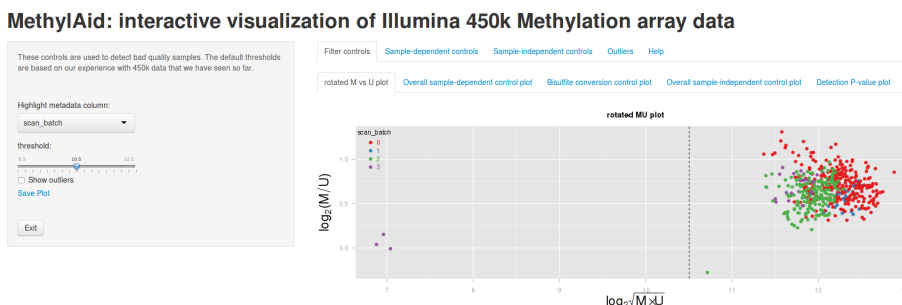 MethylAid: interactive visualization of Illumina 450k Methylation array data
These controls are used to detect bad quality samples. The default thresholds
are based on our experience with 450k data that we have seen so far.
Highlight metadata column:
scan_batch
threshold:
8.5 10.5 12.5
Show outliers
Save Plot
Exit
Filter controls Sample-dependent controls Sample-independent controls Outliers Help
rotated M vs U plot Overall sample-dependent control plot Bisulfite conversion control plot Overall sample-independent control plot Detection P-value plot
rotated MU plot
scan_batch
0
1
2
3
log2(M/U)
1.0
0.5
0.0
7 8 9 10 11 12
log2√M×U